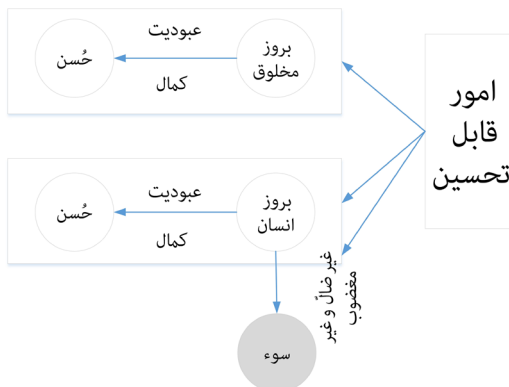 امور
قابل
تحسین
بروز
مخلوق
عبودیت
کمال
حُسن
بروز
انسان
عبودیت
کمال
حُسن
غیر ضالّ و غیر
مغضوب
سوء